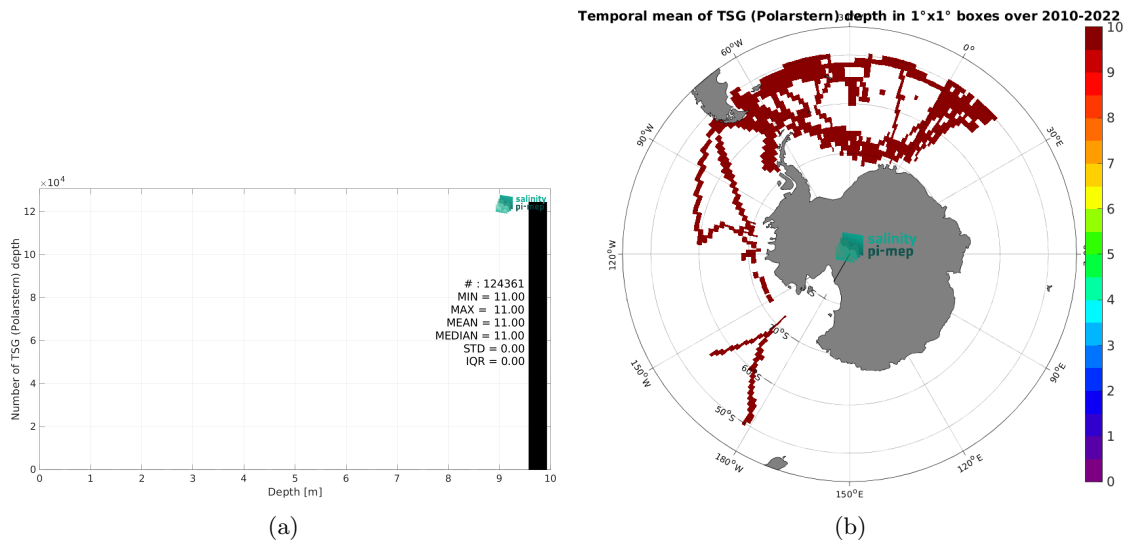 Temporal mean of TSG (Polarstern) depth in 1°x1° boxes over 2010-2022
×10⁴
12
10
8
6
4
2
0
Number of TSG (Polarstern) depth
salinity
pi-mep
# : 124361
MIN = 11.00
MAX = 11.00
MEAN = 11.00
MEDIAN = 11.00
STD = 0.00
IQR = 0.00
0 1 2 3 4 5 6 7 8 9 10
Depth [m]
(a)
60°W
0°
30°E
90°W
120°W
150°W
180°W
150°E
120°E
90°E
70°S
60°S
50°S
salinity
pi-mep
10
9
8
7
6
5
4
3
2
1
0
(b)